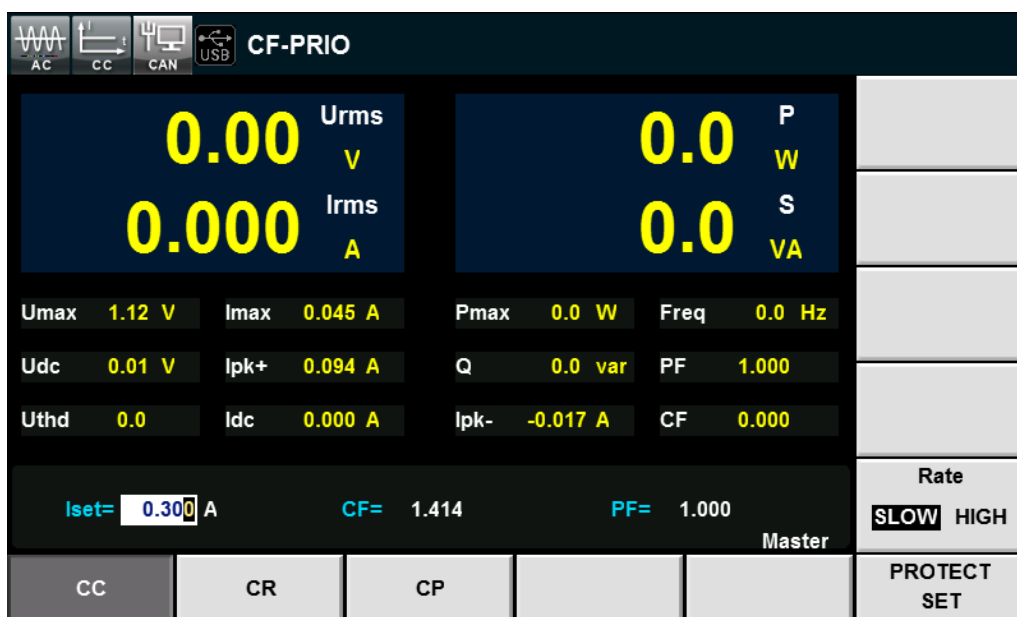 AC CC CAN USB CF-PRIO
I t
0.00 Urms V
0.0 P W
0.000 Irms A
0.0 S VA
Umax 1.12 V Imax 0.045 A Pmax 0.0 W Freq 0.0 Hz
Udc 0.01 V Ipk+ 0.094 A Q 0.0 var PF 1.000
Uthd 0.0 Idc 0.000 A Ipk- -0.017 A CF 0.000
Iset= 0.300 A CF= 1.414 PF= 1.000
Master
Rate
SLOW HIGH
CC CR CP
PROTECT
SET